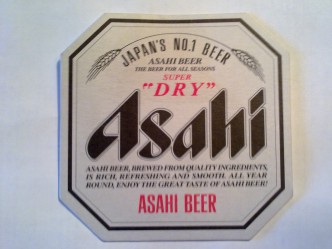 JAPAN'S NO.1 BEER
ASAHI BEER
THE BEER FOR ALL SEASONS
SUPER
"DRY"
Asahi
ASAHI BEER, BREWED FROM QUALITY INGREDIENTS,
IS RICH, REFRESHING AND SMOOTH. ALL YEAR
ROUND, ENJOY THE GREAT TASTE OF ASAHI BEER!
ASAHI BEER